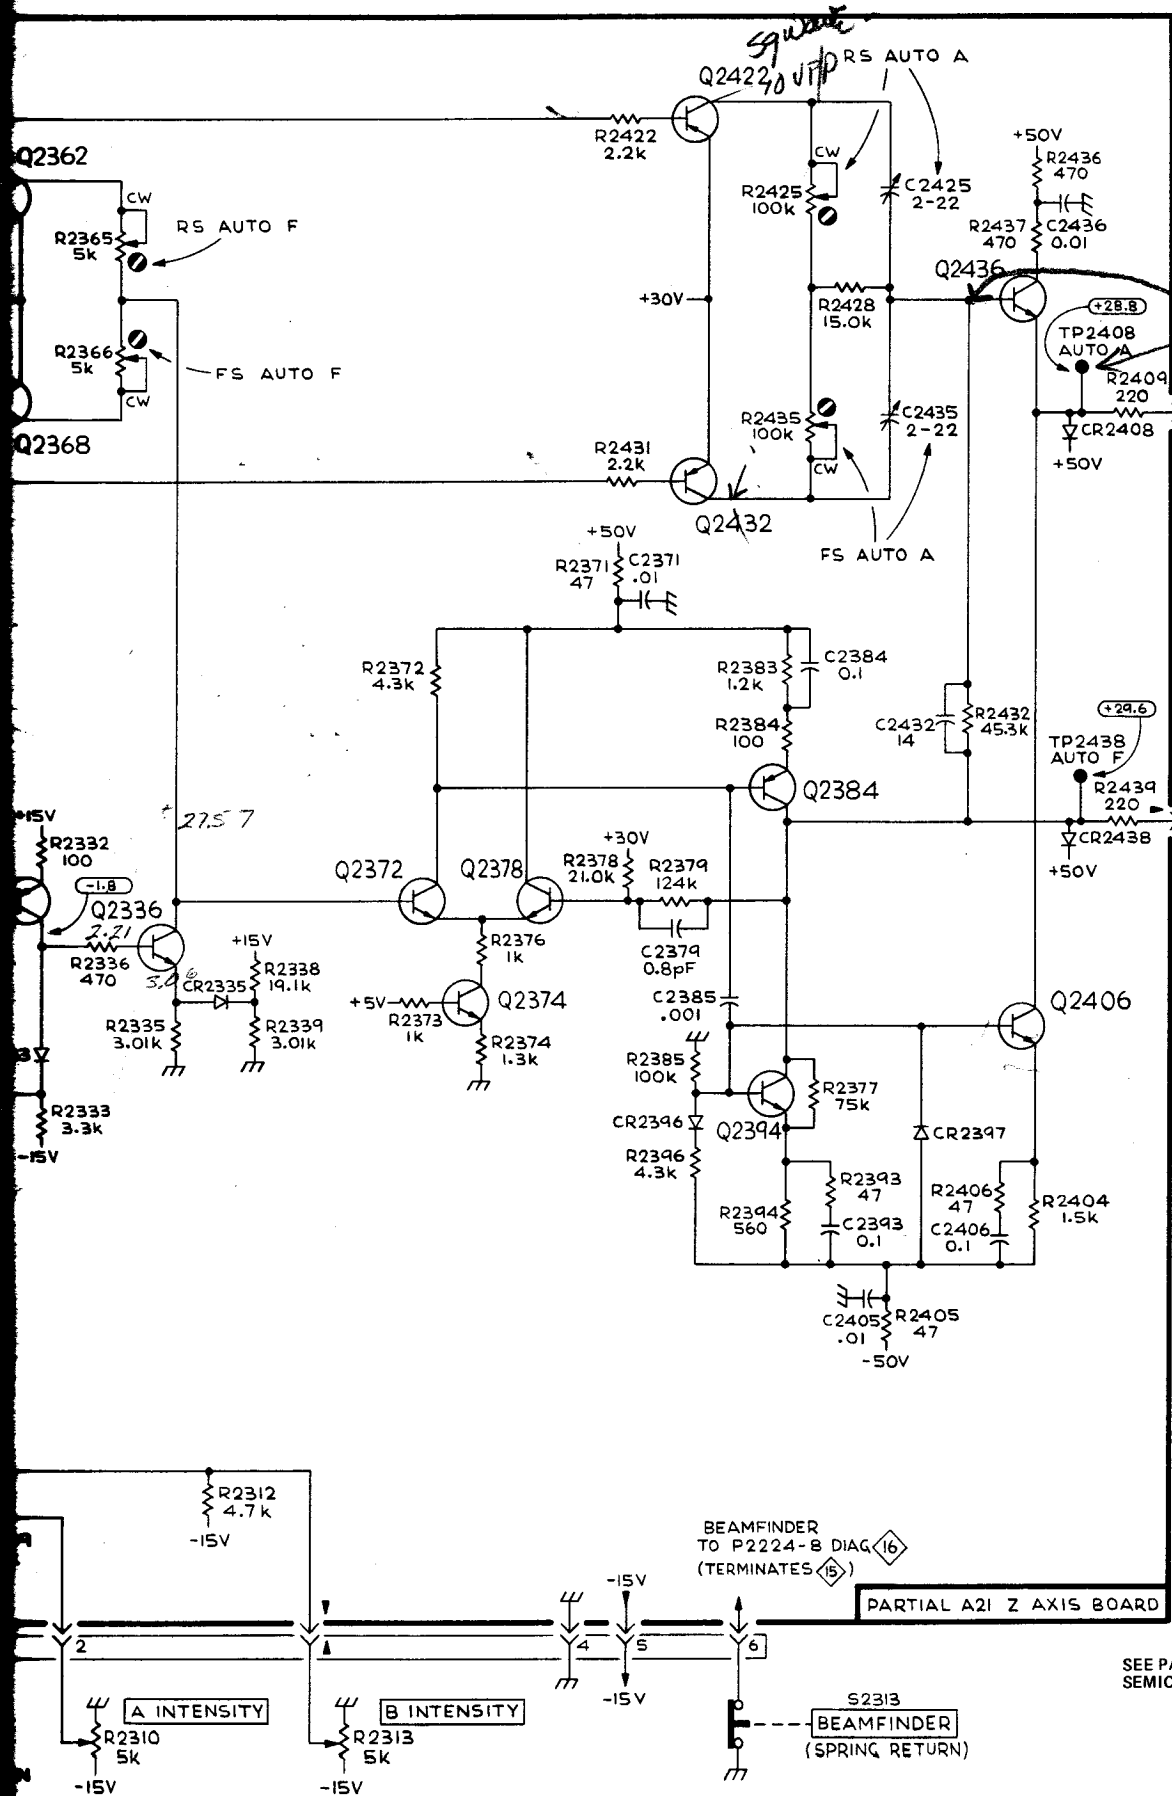 Square
40 VP/P
RS AUTO A
Q2422
R2422
2.2k
Q2362
CW
R2365
5k
RS AUTO F
R2366
5k
FS AUTO F
CW
Q2368
CW
R2425
100k
C2425
2-22
+50V
R2436
470
R2437
470
C2436
0.01
Q2436
+30V
R2428
15.0k
+28.8
TP2408
AUTO A
R2409
220
CR2408
+50V
R2435
100k
CW
C2435
2-22
R2431
2.2k
Q2432
FS AUTO A
+50V
R2371
47
C2371
.01
R2372
4.3k
R2383
1.2k
C2384
0.1
R2384
100
Q2384
C2432
14
R2432
45.3k
+29.6
TP2438
AUTO F
R2439
220
CR2438
+50V
+27.57
+15V
R2332
100
-1.8
Q2336
2.21
R2336
470
3.06
CR2335
+15V
R2338
19.1k
R2335
3.01k
R2339
3.01k
3
R2333
3.3k
-15V
Q2372
Q2378
+30V
R2378
21.0k
R2379
124k
C2379
0.8pF
R2376
1k
+5V
R2373
1k
Q2374
R2374
1.3k
C2385
.001
R2385
100k
CR2396
Q2394
R2377
75k
R2396
4.3k
R2394
560
R2393
47
C2393
0.1
CR2397
Q2406
R2406
47
C2406
0.1
R2404
1.5k
C2405
.01
R2405
47
-50V
R2312
4.7k
-15V
BEAMFINDER
TO P2224-8 DIAG 16
(TERMINATES 15)
-15V
PARTIAL A21 Z AXIS BOARD
2
4
5
6
-15V
SEE PA
SEMIC
A INTENSITY
R2310
5k
-15V
B INTENSITY
R2313
5k
-15V
S2313
BEAMFINDER
(SPRING RETURN)